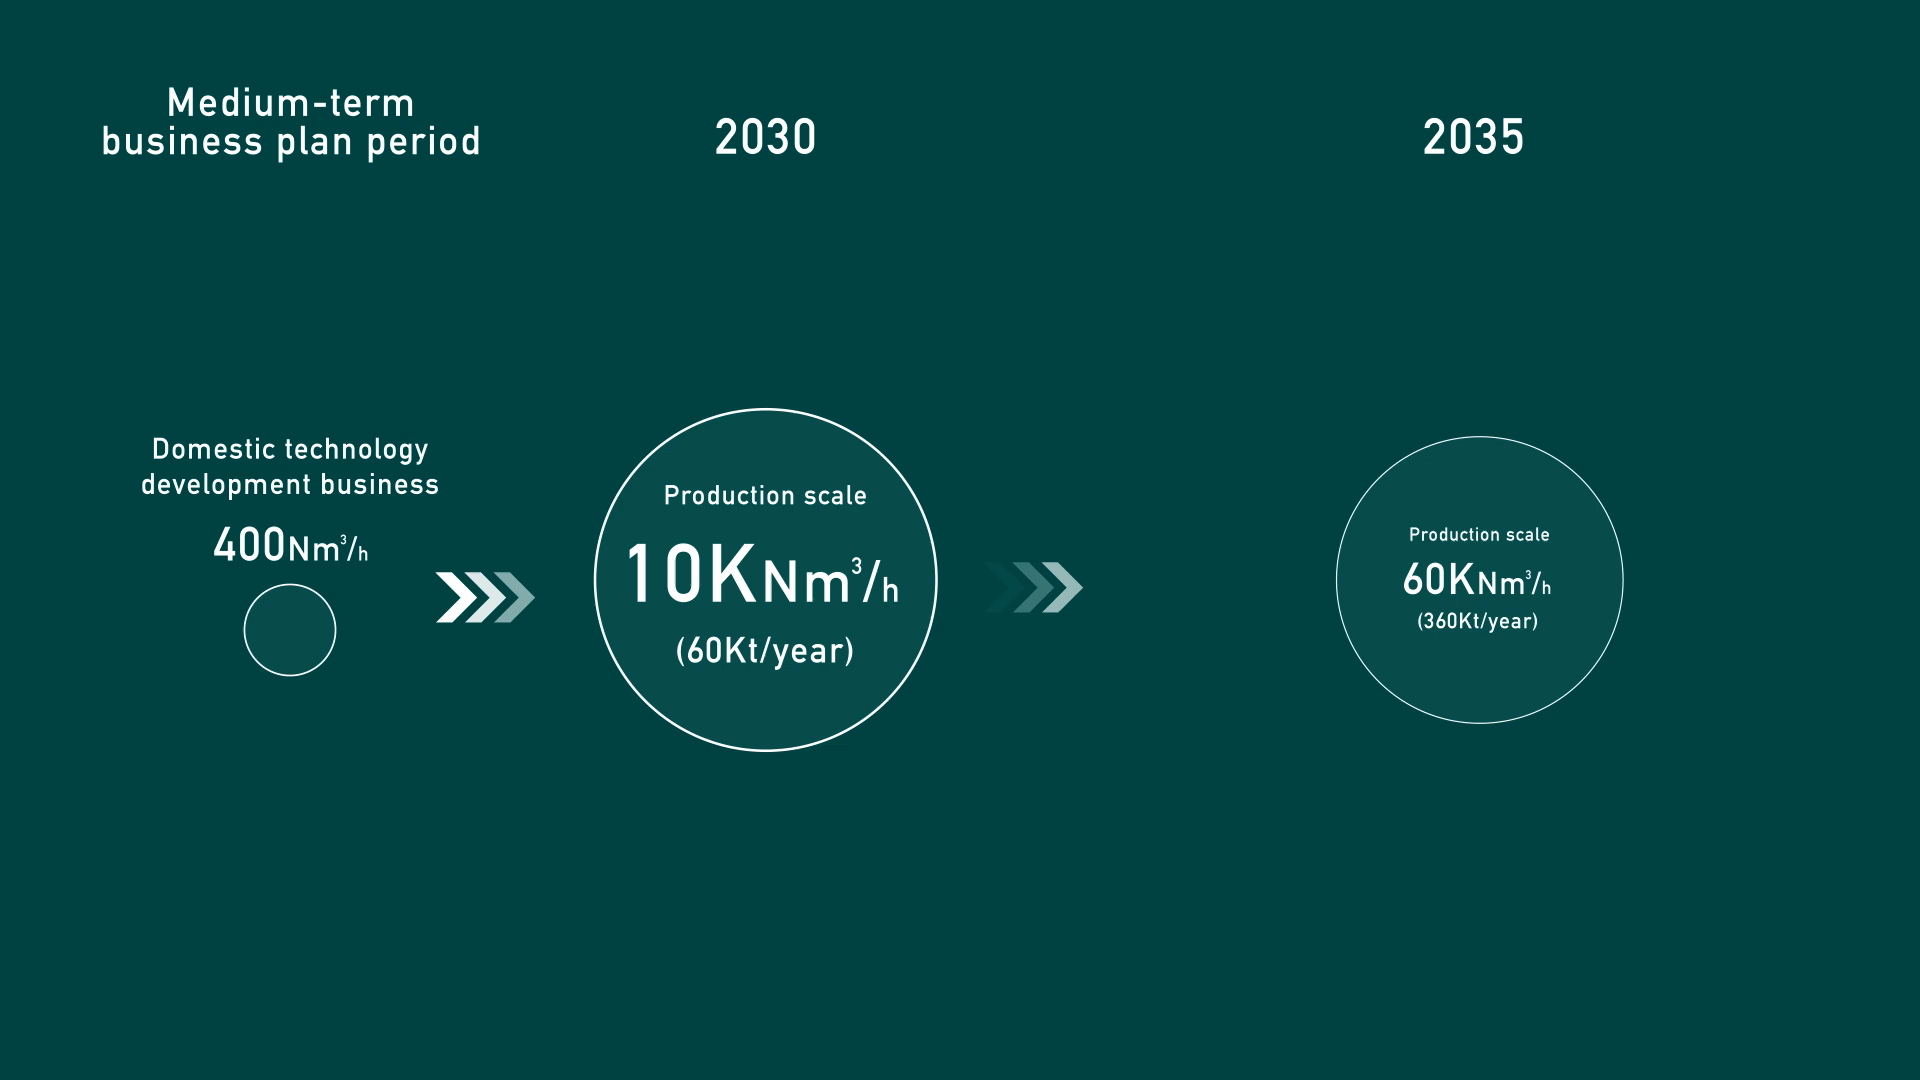 Medium-term
business plan period
2030
2035
Domestic technology
development business
400Nm³/h
Production scale
10KNm³/h
(60Kt/year)
Production scale
60KNm³/h
(360Kt/year)